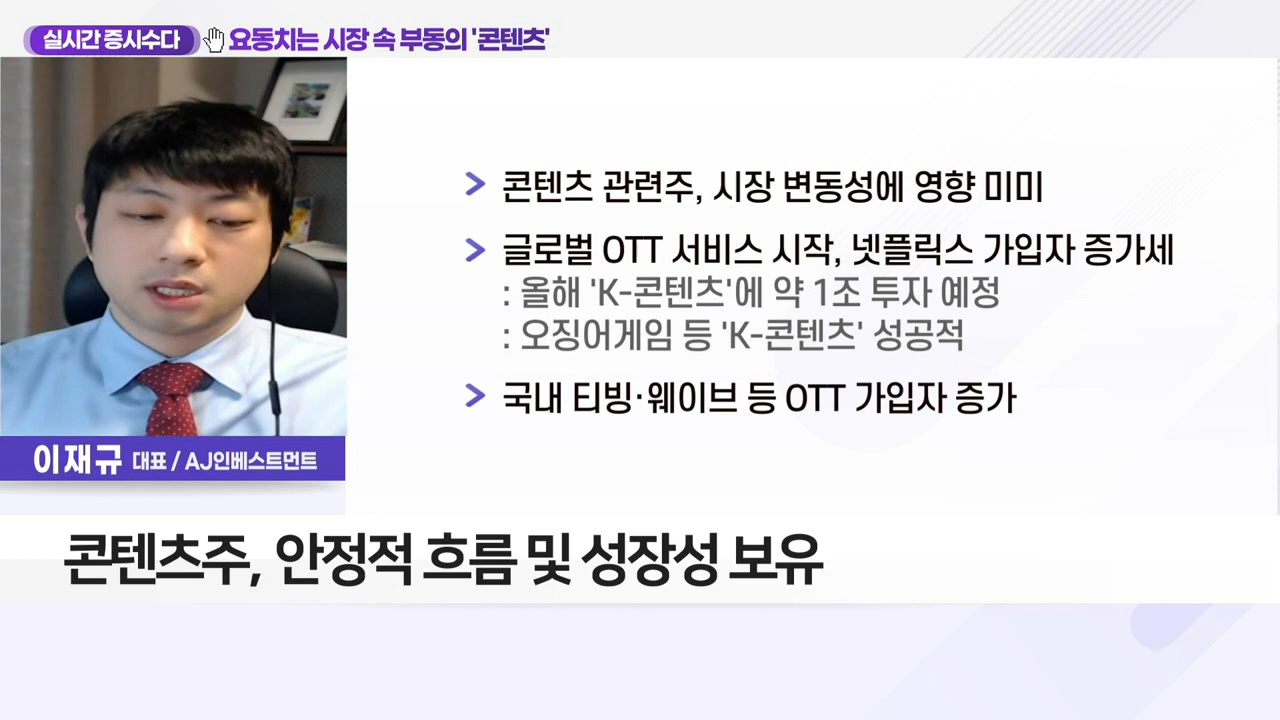 실시간 증시수다 요동치는 시장 속 부동의 '콘텐츠'
> 콘텐츠 관련주, 시장 변동성에 영향 미미
> 글로벌 OTT 서비스 시작, 넷플릭스 가입자 증가세
: 올해 'K-콘텐츠'에 약 1조 투자 예정
: 오징어게임 등 'K-콘텐츠' 성공적
> 국내 티빙·웨이브 등 OTT 가입자 증가
이재규 대표 / AJ인베스트먼트
콘텐츠주, 안정적 흐름 및 성장성 보유